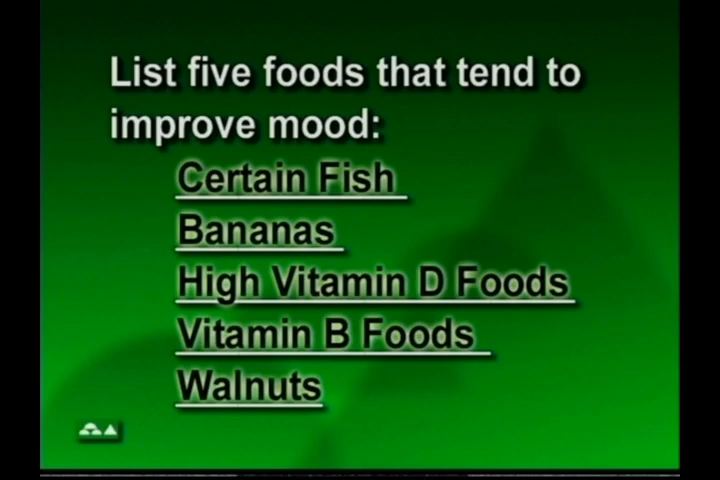 List five foods that tend to
improve mood:
Certain Fish
Bananas
High Vitamin D Foods
Vitamin B Foods
Walnuts